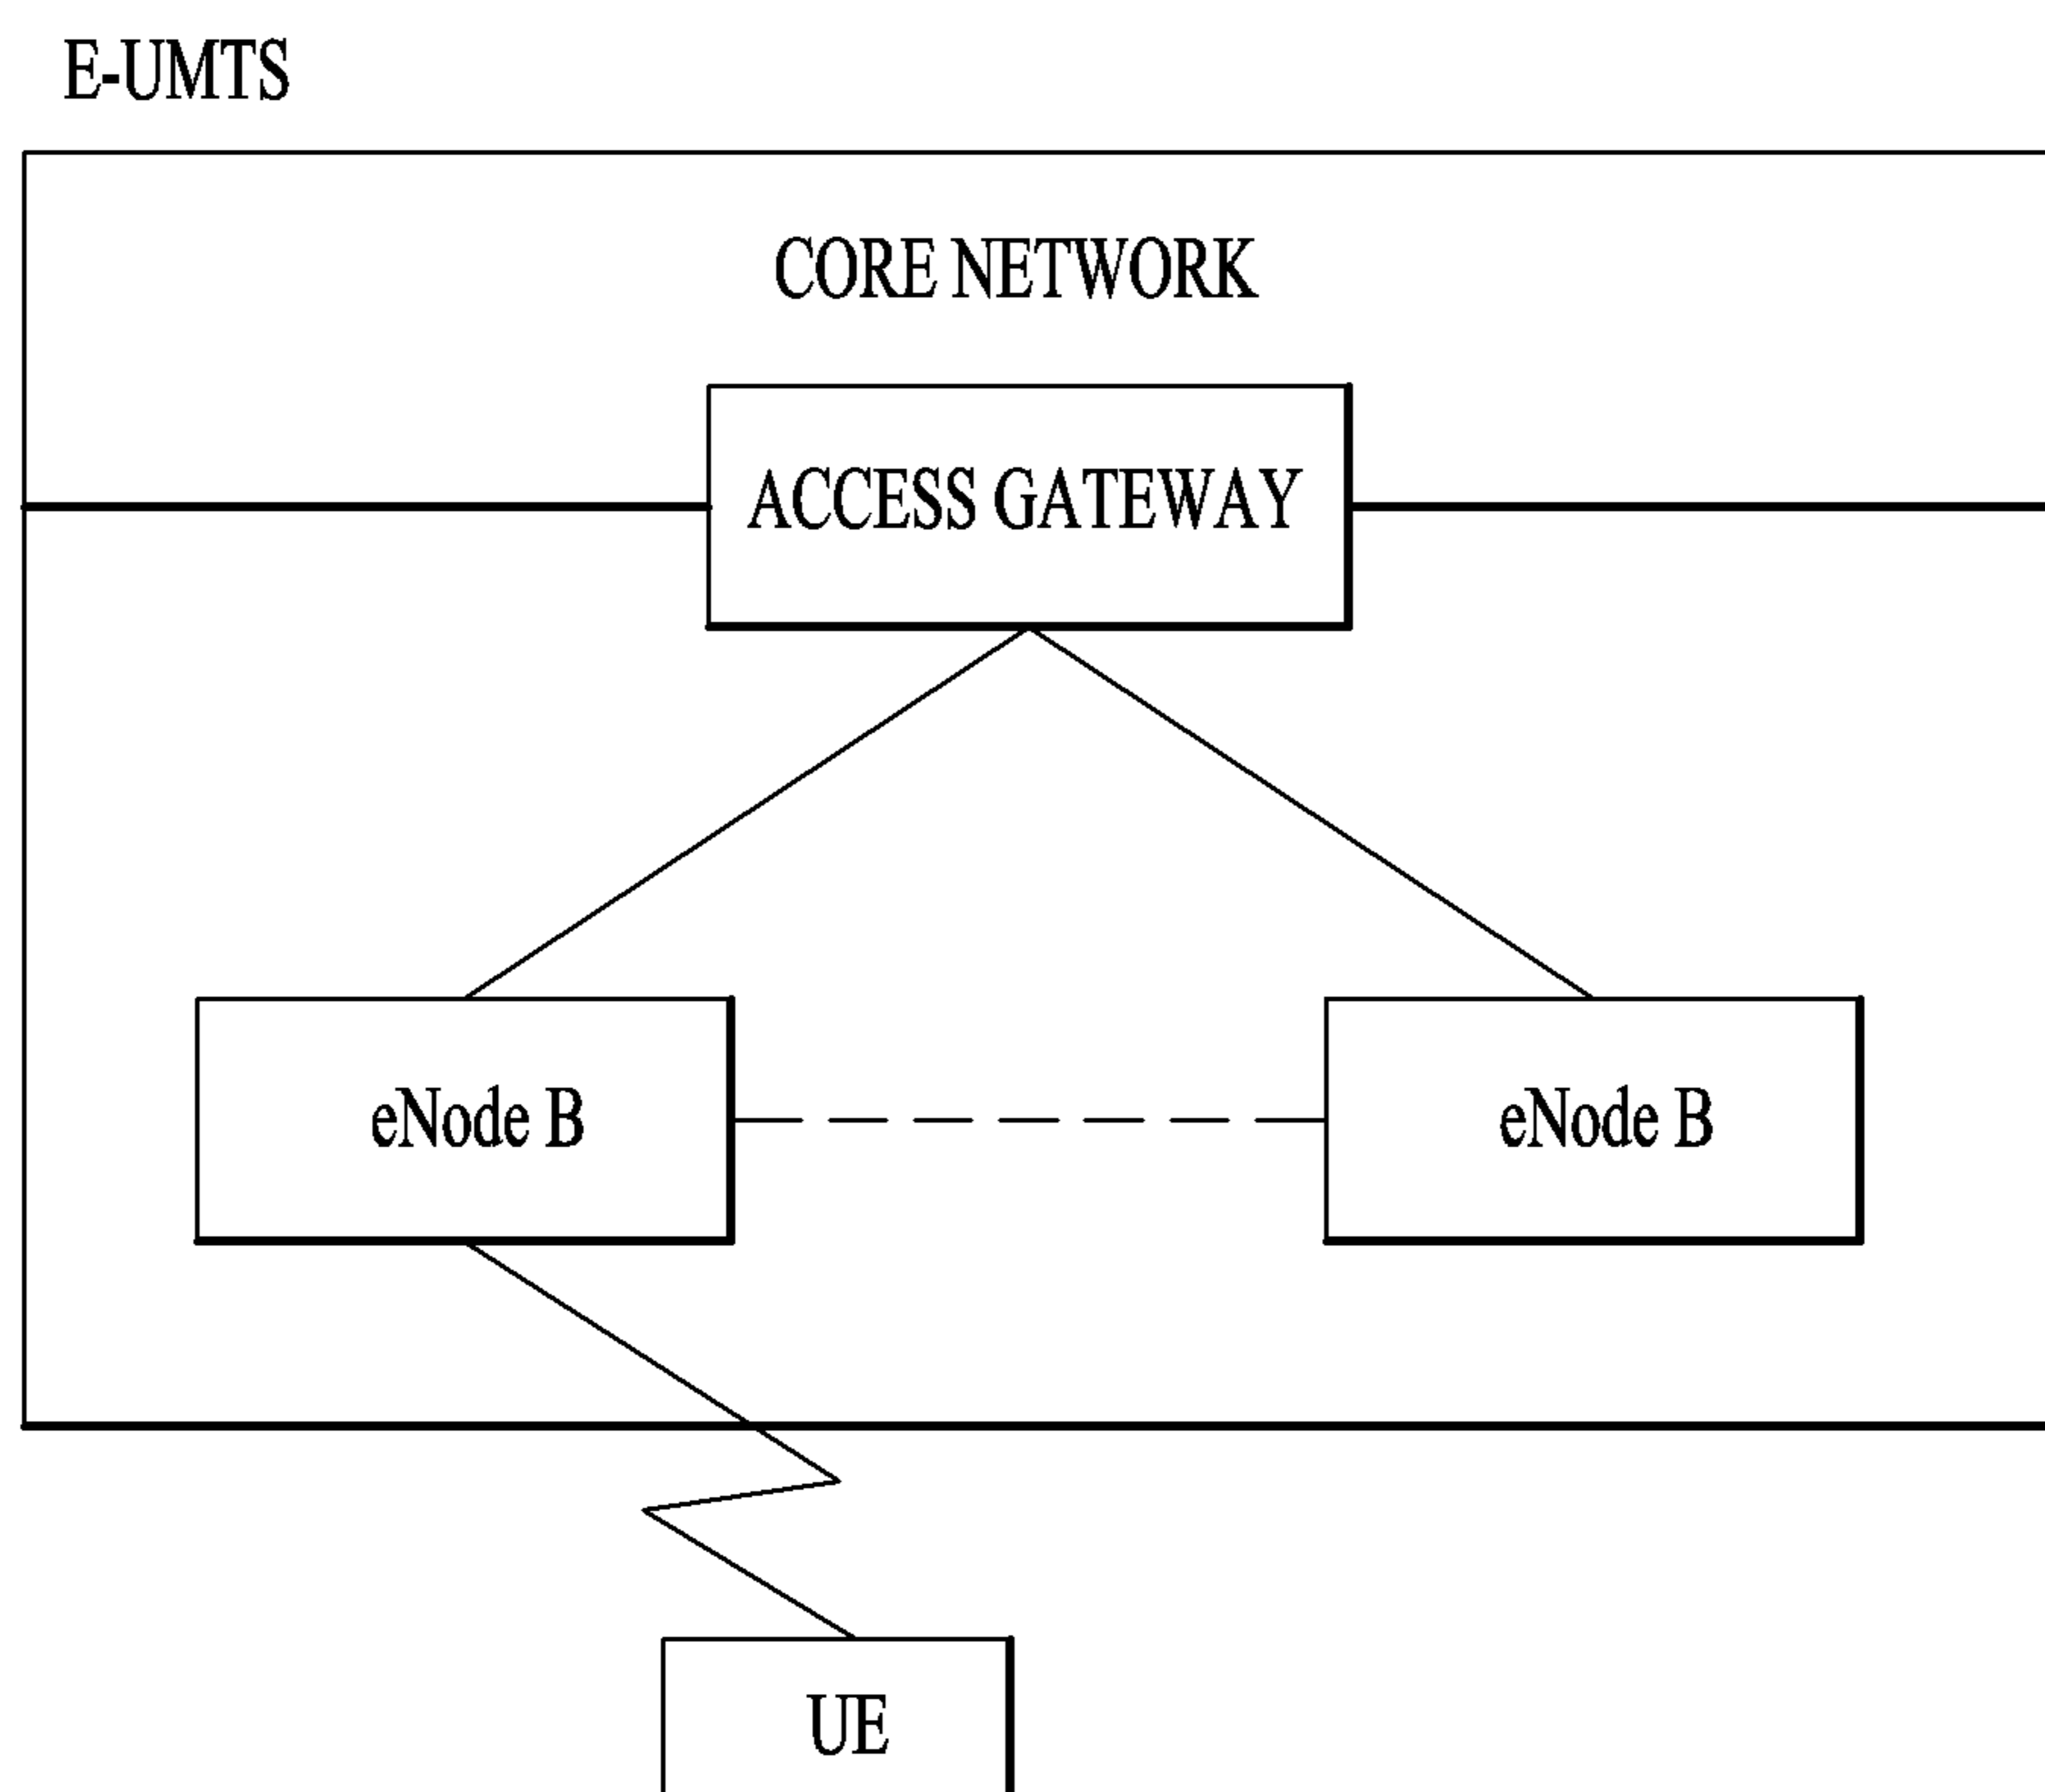 E-UMTS
CORE NETWORK
ACCESS GATEWAY
eNode B
eNode B
UE